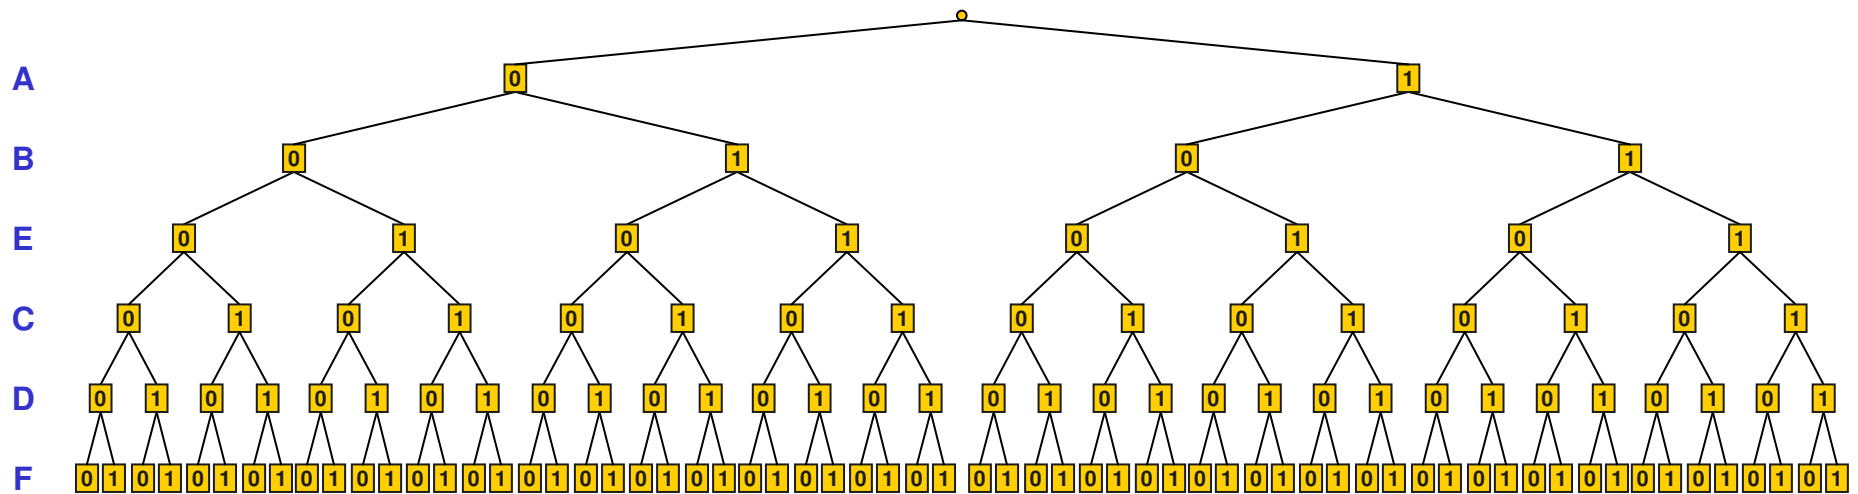 A 0 1
B 0 1 0 1
E 0 1 0 1 0 1 0 1
C 0 1 0 1 0 1 0 1 0 1 0 1 0 1 0 1
D 0 1 0 1 0 1 0 1 0 1 0 1 0 1 0 1 0 1 0 1 0 1 0 1 0 1 0 1 0 1 0 1
F 0 1 0 1 0 1 0 1 0 1 0 1 0 1 0 1 0 1 0 1 0 1 0 1 0 1 0 1 0 1 0 1 0 1 0 1 0 1 0 1 0 1 0 1 0 1 0 1 0 1 0 1 0 1 0 1 0 1 0 1 0 1 0 1